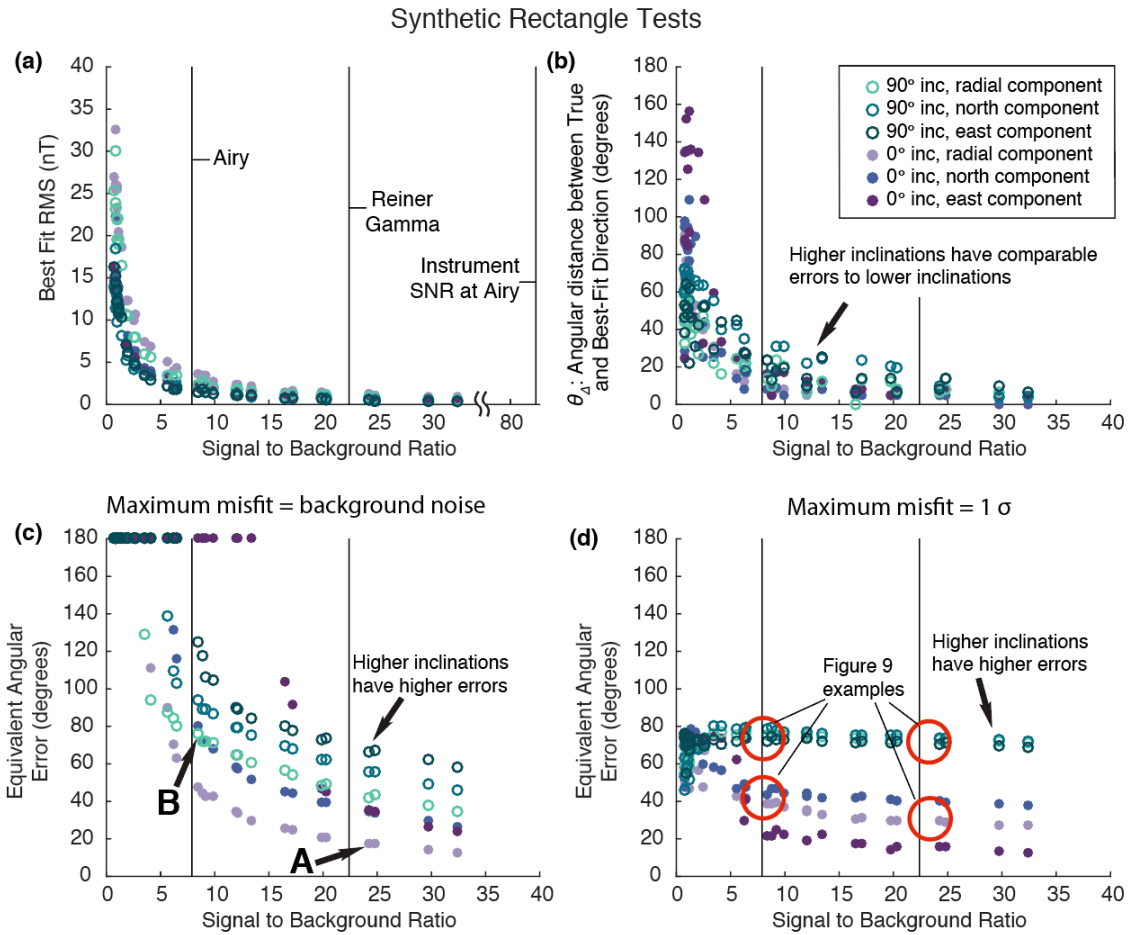 Synthetic Rectangle Tests
(a)
40
35
30
25
20
15
10
5
0
Best Fit RMS (nT)
Airy
Reiner
Gamma
Instrument
SNR at Airy
0 5 10 15 20 25 30 80
Signal to Background Ratio
(b)
180
160
140
120
100
80
60
40
20
0
θΔ: Angular distance between True
and Best-Fit Direction (degrees)
90° inc, radial component
90° inc, north component
90° inc, east component
0° inc, radial component
0° inc, north component
0° inc, east component
Higher inclinations have comparable
errors to lower inclinations
0 5 10 15 20 25 30 35 40
Signal to Background Ratio
Maximum misfit = background noise
(c)
180
160
140
120
100
80
60
40
20
0
Equivalent Angular
Error (degrees)
Higher inclinations
have higher errors
B
A
0 5 10 15 20 25 30 35 40
Signal to Background Ratio
Maximum misfit = 1 σ
(d)
180
160
140
120
100
80
60
40
20
0
Equivalent Angular
Error (degrees)
Figure 9
examples
Higher inclinations
have higher errors
0 5 10 15 20 25 30 35 40
Signal to Background Ratio